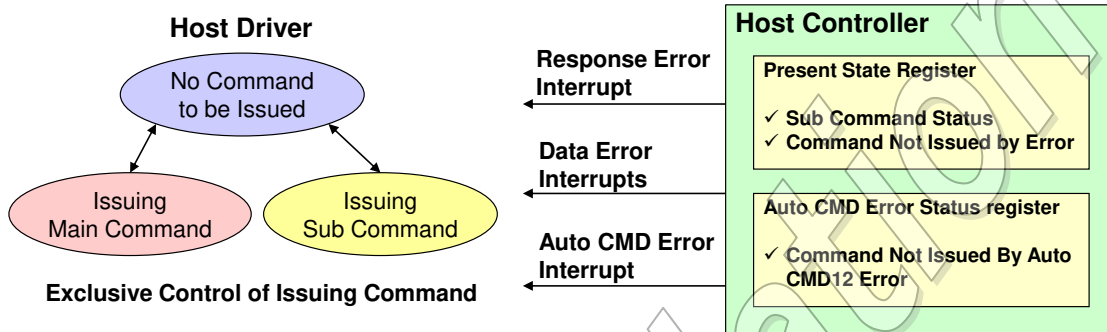 Host Driver
No Command
to be Issued
Issuing
Main Command
Issuing
Sub Command
Exclusive Control of Issuing Command
Response Error
Interrupt
Data Error
Interrupts
Auto CMD Error
Interrupt
Host Controller
Present State Register
✓ Sub Command Status
✓ Command Not Issued by Error
Auto CMD Error Status register
✓ Command Not Issued By Auto
CMD12 Error